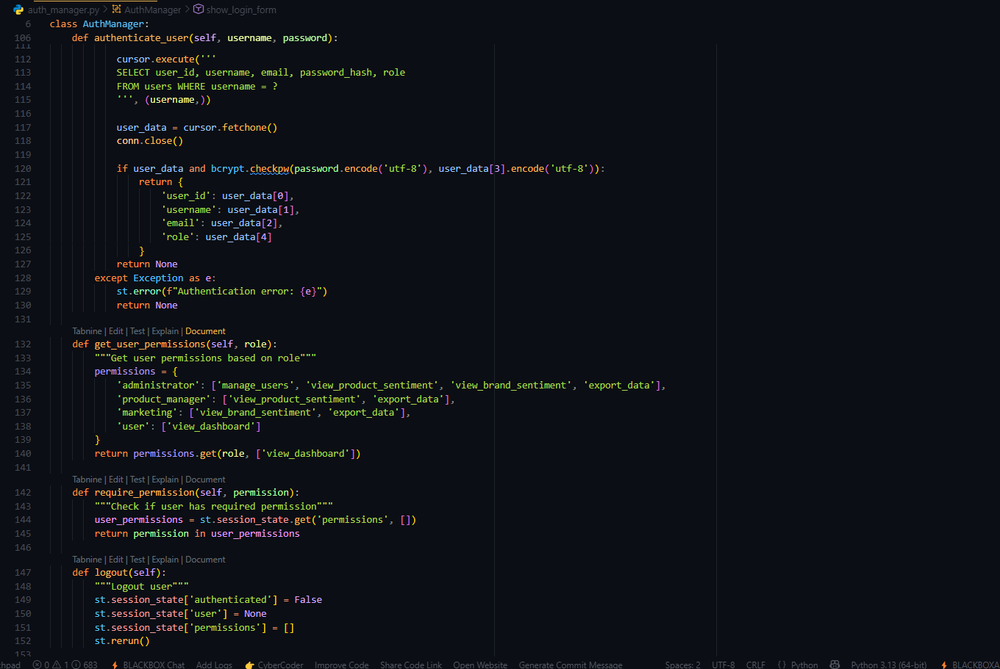 auth_manager.py > AuthManager > show_login_form
6 class AuthManager:
106 def authenticate_user(self, username, password):
111
112 cursor.execute('''
113 SELECT user_id, username, email, password_hash, role
114 FROM users WHERE username = ?
115 ''', (username,))
116
117 user_data = cursor.fetchone()
118 conn.close()
119
120 if user_data and bcrypt.checkpw(password.encode('utf-8'), user_data[3].encode('utf-8')):
121 return {
122 'user_id': user_data[0],
123 'username': user_data[1],
124 'email': user_data[2],
125 'role': user_data[4]
126 }
127 return None
128 except Exception as e:
129 st.error(f"Authentication error: {e}")
130 return None
131
Tabnine | Edit | Test | Explain | Document
132 def get_user_permissions(self, role):
133 """Get user permissions based on role"""
134 permissions = {
135 'administrator': ['manage_users', 'view_product_sentiment', 'view_brand_sentiment', 'export_data'],
136 'product_manager': ['view_product_sentiment', 'export_data'],
137 'marketing': ['view_brand_sentiment', 'export_data'],
138 'user': ['view_dashboard']
139 }
140 return permissions.get(role, ['view_dashboard'])
141
Tabnine | Edit | Test | Explain | Document
142 def require_permission(self, permission):
143 """Check if user has required permission"""
144 user_permissions = st.session_state.get('permissions', [])
145 return permission in user_permissions
146
Tabnine | Edit | Test | Explain | Document
147 def logout(self):
148 """Logout user"""
149 st.session_state['authenticated'] = False
150 st.session_state['user'] = None
151 st.session_state['permissions'] = []
152 st.rerun()
153
hpad 0 1 683 BLACKBOX Chat Add Logs CyberCoder Improve Code Share Code Link Open Website Generate Commit Message Spaces: 2 UTF-8 CRLF {} Python Python 3.13 (64-bit) BLACKBOXA